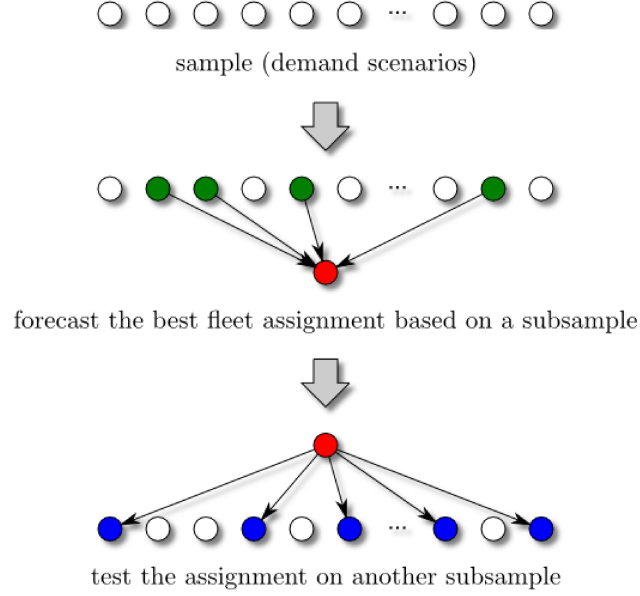 ...
sample (demand scenarios)
...
forecast the best fleet assignment based on a subsample
...
test the assignment on another subsample